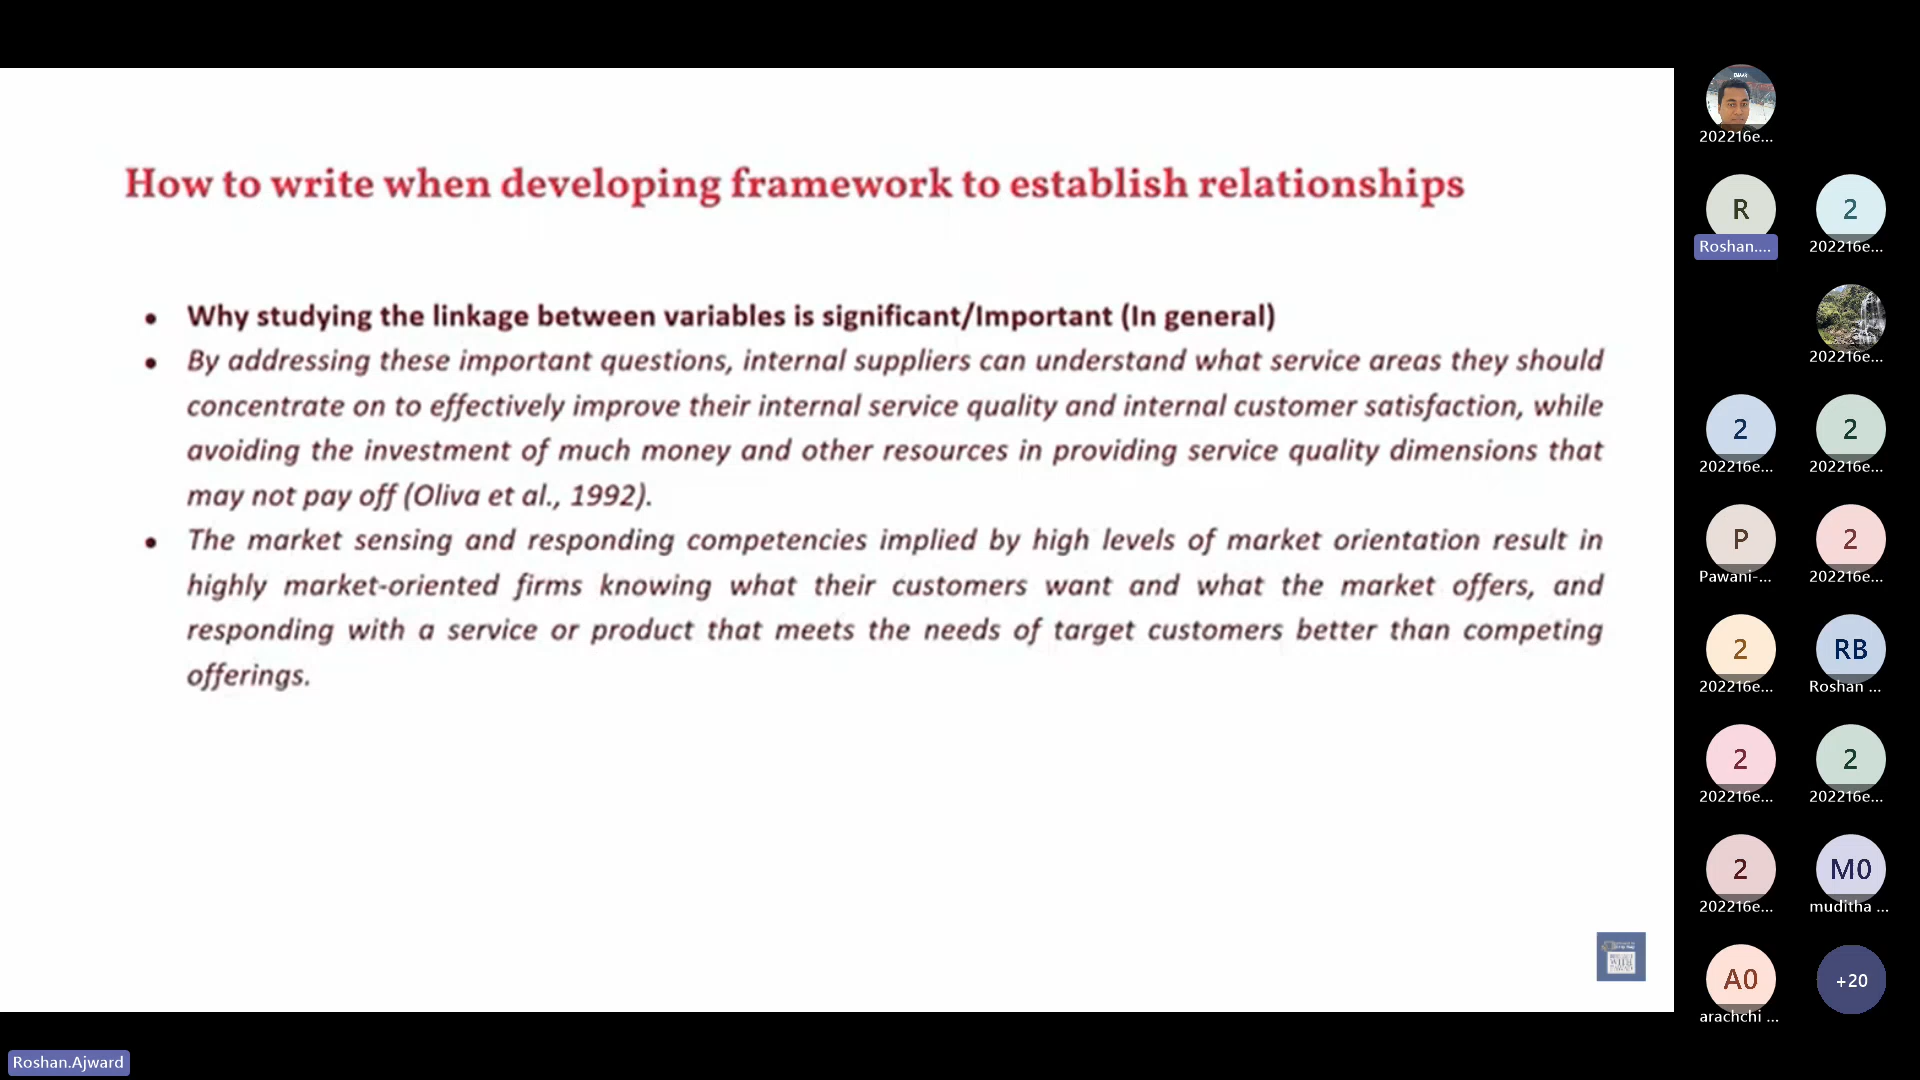 How to write when developing framework to establish relationships
• Why studying the linkage between variables is significant/Important (In general)
• By addressing these important questions, internal suppliers can understand what service areas they should
concentrate on to effectively improve their internal service quality and internal customer satisfaction, while
avoiding the investment of much money and other resources in providing service quality dimensions that
may not pay off (Oliva et al., 1992).
• The market sensing and responding competencies implied by high levels of market orientation result in
highly market-oriented firms knowing what their customers want and what the market offers, and
responding with a service or product that meets the needs of target customers better than competing
offerings.
Roshan.Ajward
202216e...
R
Roshan....
2
202216e...
202216e...
2
202216e...
2
202216e...
P
Pawani-...
2
202216e...
2
202216e...
RB
Roshan ...
2
202216e...
2
202216e...
2
202216e...
M0
muditha ...
A0
arachchi ...
+20